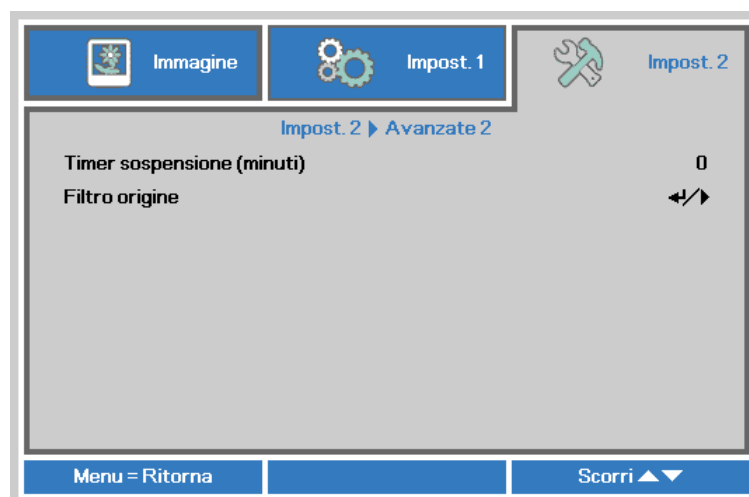 Immagine
Impost. 1
Impost. 2
Impost. 2 ▶ Avanzate 2
Timer sospensione (minuti) 0
Filtro origine ↵/▶
Menu = Ritorna
Scorri ▲▼